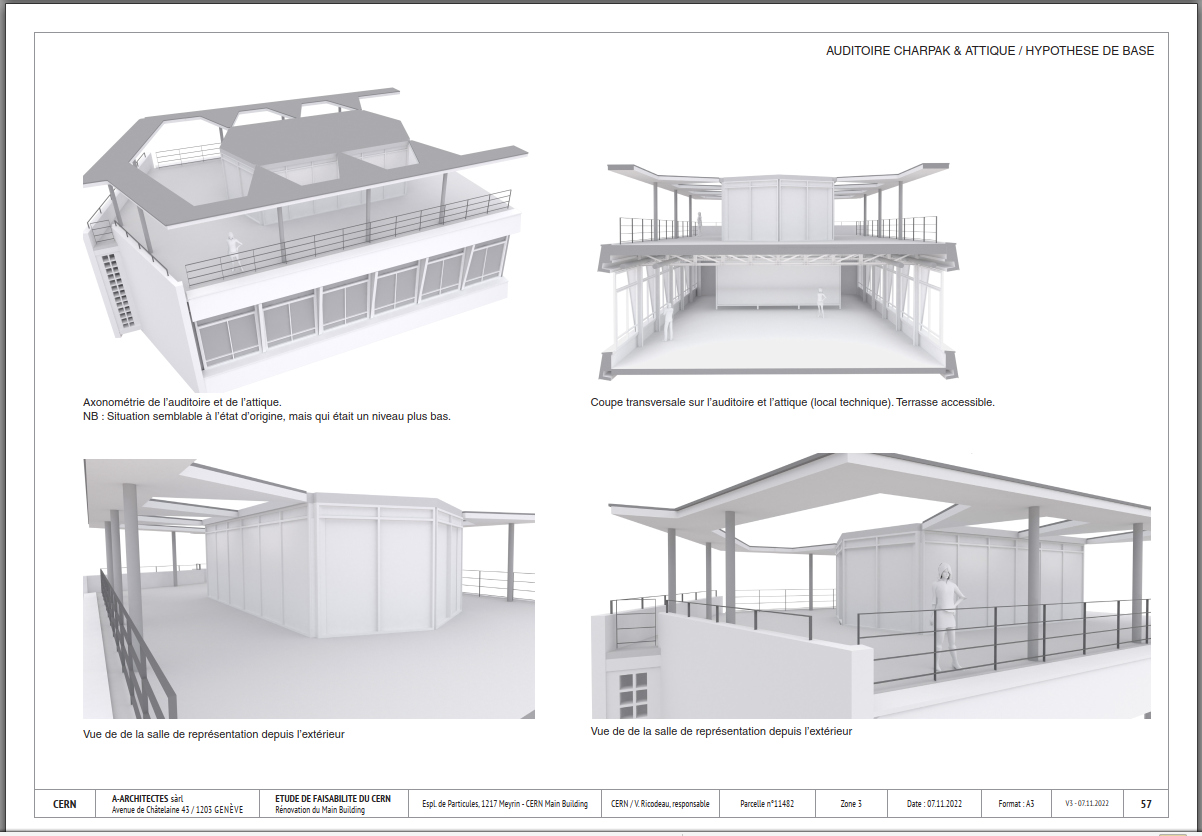 AUDITOIRE CHARPAK & ATTIQUE / HYPOTHESE DE BASE
Axonométrie de l'auditoire et de l'attique.
NB : Situation semblable à l'état d'origine, mais qui était un niveau plus bas.
Coupe transversale sur l'auditoire et l'attique (local technique). Terrasse accessible.
Vue de de la salle de représentation depuis l'extérieur
Vue de de la salle de représentation depuis l'extérieur
CERN
A-ARCHITECTES sàrl
Avenue de Châtelaine 43 / 1203 GENÈVE
ETUDE DE FAISABILITE DU CERN
Rénovation du Main Building
Espl. de Particules, 1217 Meyrin - CERN Main Building
CERN / V. Ricodeau, responsable
Parcelle n°11482
Zone 3
Date : 07.11.2022
Format : A3
V3 - 07.11.2022
57